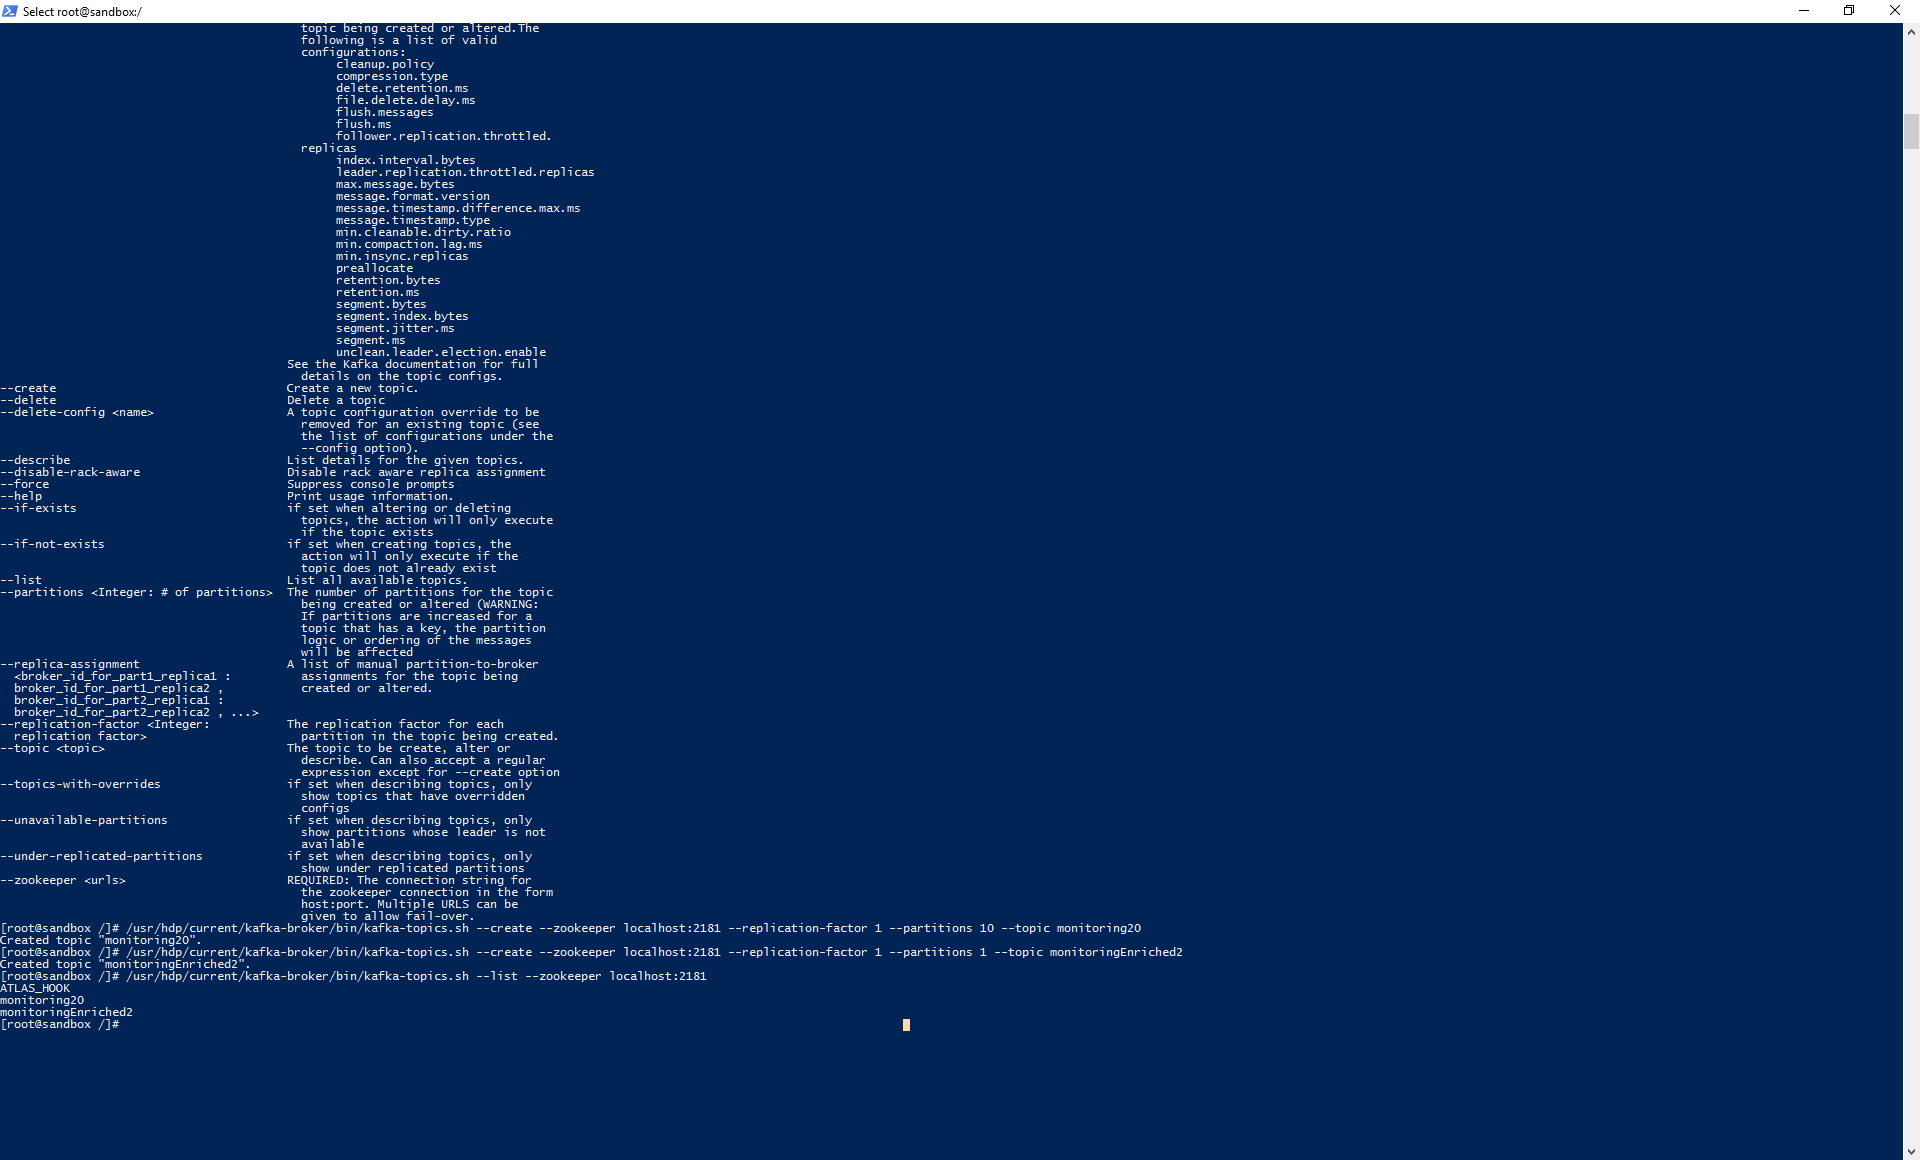 Select root@sandbox:/
topic being created or altered.The
following is a list of valid
configurations:
cleanup.policy
compression.type
delete.retention.ms
file.delete.delay.ms
flush.messages
flush.ms
follower.replication.throttled.
replicas
index.interval.bytes
leader.replication.throttled.replicas
max.message.bytes
message.format.version
message.timestamp.difference.max.ms
message.timestamp.type
min.cleanable.dirty.ratio
min.compaction.lag.ms
min.insync.replicas
preallocate
retention.bytes
retention.ms
segment.bytes
segment.index.bytes
segment.jitter.ms
segment.ms
unclean.leader.election.enable
See the Kafka documentation for full
details on the topic configs.
--create Create a new topic.
--delete Delete a topic
--delete-config <name> A topic configuration override to be
removed for an existing topic (see
the list of configurations under the
--config option).
--describe List details for the given topics.
--disable-rack-aware Disable rack aware replica assignment
--force Suppress console prompts
--help Print usage information.
--if-exists if set when altering or deleting
topics, the action will only execute
if the topic exists
--if-not-exists if set when creating topics, the
action will only execute if the
topic does not already exist
--list List all available topics.
--partitions <Integer: # of partitions> The number of partitions for the topic
being created or altered (WARNING:
If partitions are increased for a
topic that has a key, the partition
logic or ordering of the messages
will be affected
--replica-assignment A list of manual partition-to-broker
<broker_id_for_part1_replica1 : assignments for the topic being
broker_id_for_part1_replica2 , created or altered.
broker_id_for_part2_replica1 :
broker_id_for_part2_replica2 , ...>
--replication-factor <Integer: The replication factor for each
replication factor> partition in the topic being created.
--topic <topic> The topic to be create, alter or
describe. Can also accept a regular
expression except for --create option
--topics-with-overrides if set when describing topics, only
show topics that have overridden
configs
--unavailable-partitions if set when describing topics, only
show partitions whose leader is not
available
--under-replicated-partitions if set when describing topics, only
show under replicated partitions
--zookeeper <urls> REQUIRED: The connection string for
the zookeeper connection in the form
host:port. Multiple URLS can be
given to allow fail-over.
[root@sandbox /]# /usr/hdp/current/kafka-broker/bin/kafka-topics.sh --create --zookeeper localhost:2181 --replication-factor 1 --partitions 10 --topic monitoring20
Created topic "monitoring20".
[root@sandbox /]# /usr/hdp/current/kafka-broker/bin/kafka-topics.sh --create --zookeeper localhost:2181 --replication-factor 1 --partitions 1 --topic monitoringEnriched2
Created topic "monitoringEnriched2".
[root@sandbox /]# /usr/hdp/current/kafka-broker/bin/kafka-topics.sh --list --zookeeper localhost:2181
ATLAS_HOOK
monitoring20
monitoringEnriched2
[root@sandbox /]#